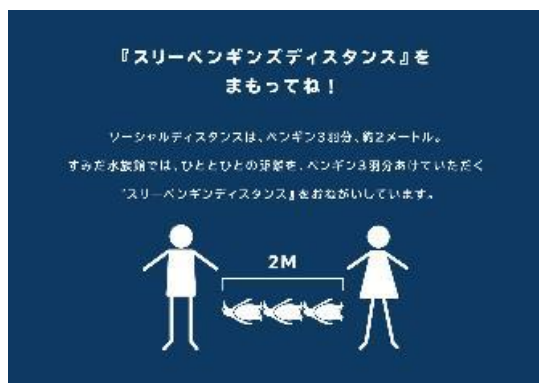 『スリーペンギンズディスタンス』を
まもってね！
ソーシャルディスタンスは、ペンギン3羽分、約2メートル。
すみだ水族館では、ひととひとの距離を、ペンギン3羽分あけていただく
『スリーペンギンディスタンス』をおねがいしています。
2M